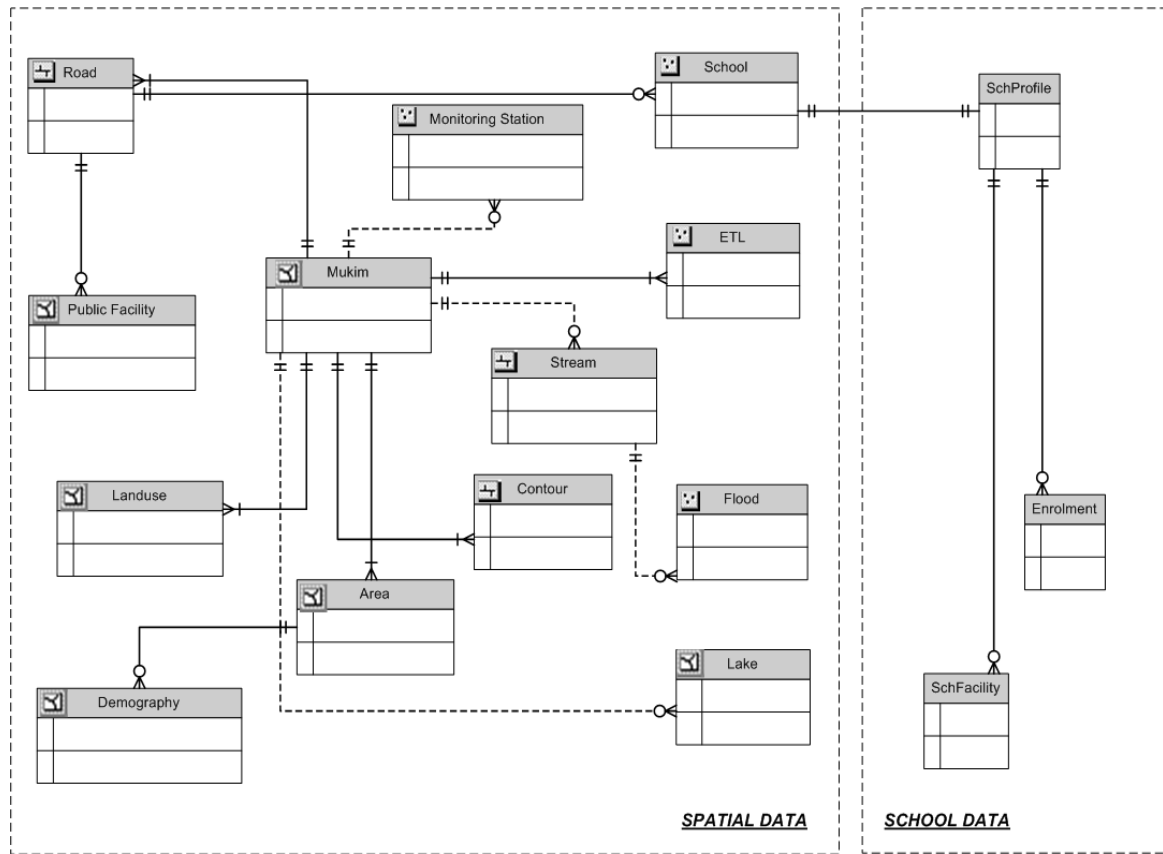 Road
School
SchProfile
Monitoring Station
ETL
Mukim
Public Facility
Stream
Landuse
Contour
Flood
Enrolment
Area
Lake
SchFacility
Demography
SPATIAL DATA
SCHOOL DATA